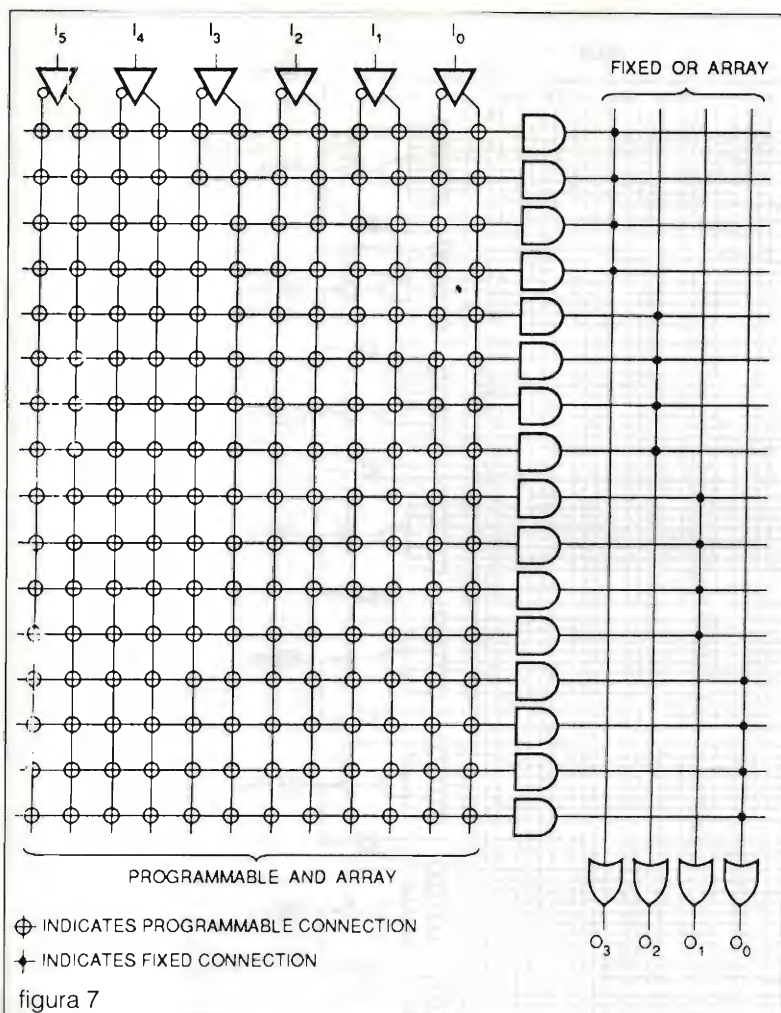 I₅ I₄ I₃ I₂ I₁ I₀
FIXED OR ARRAY
PROGRAMMABLE AND ARRAY
INDICATES PROGRAMMABLE CONNECTION
INDICATES FIXED CONNECTION
O₃ O₂ O₁ O₀
figura 7